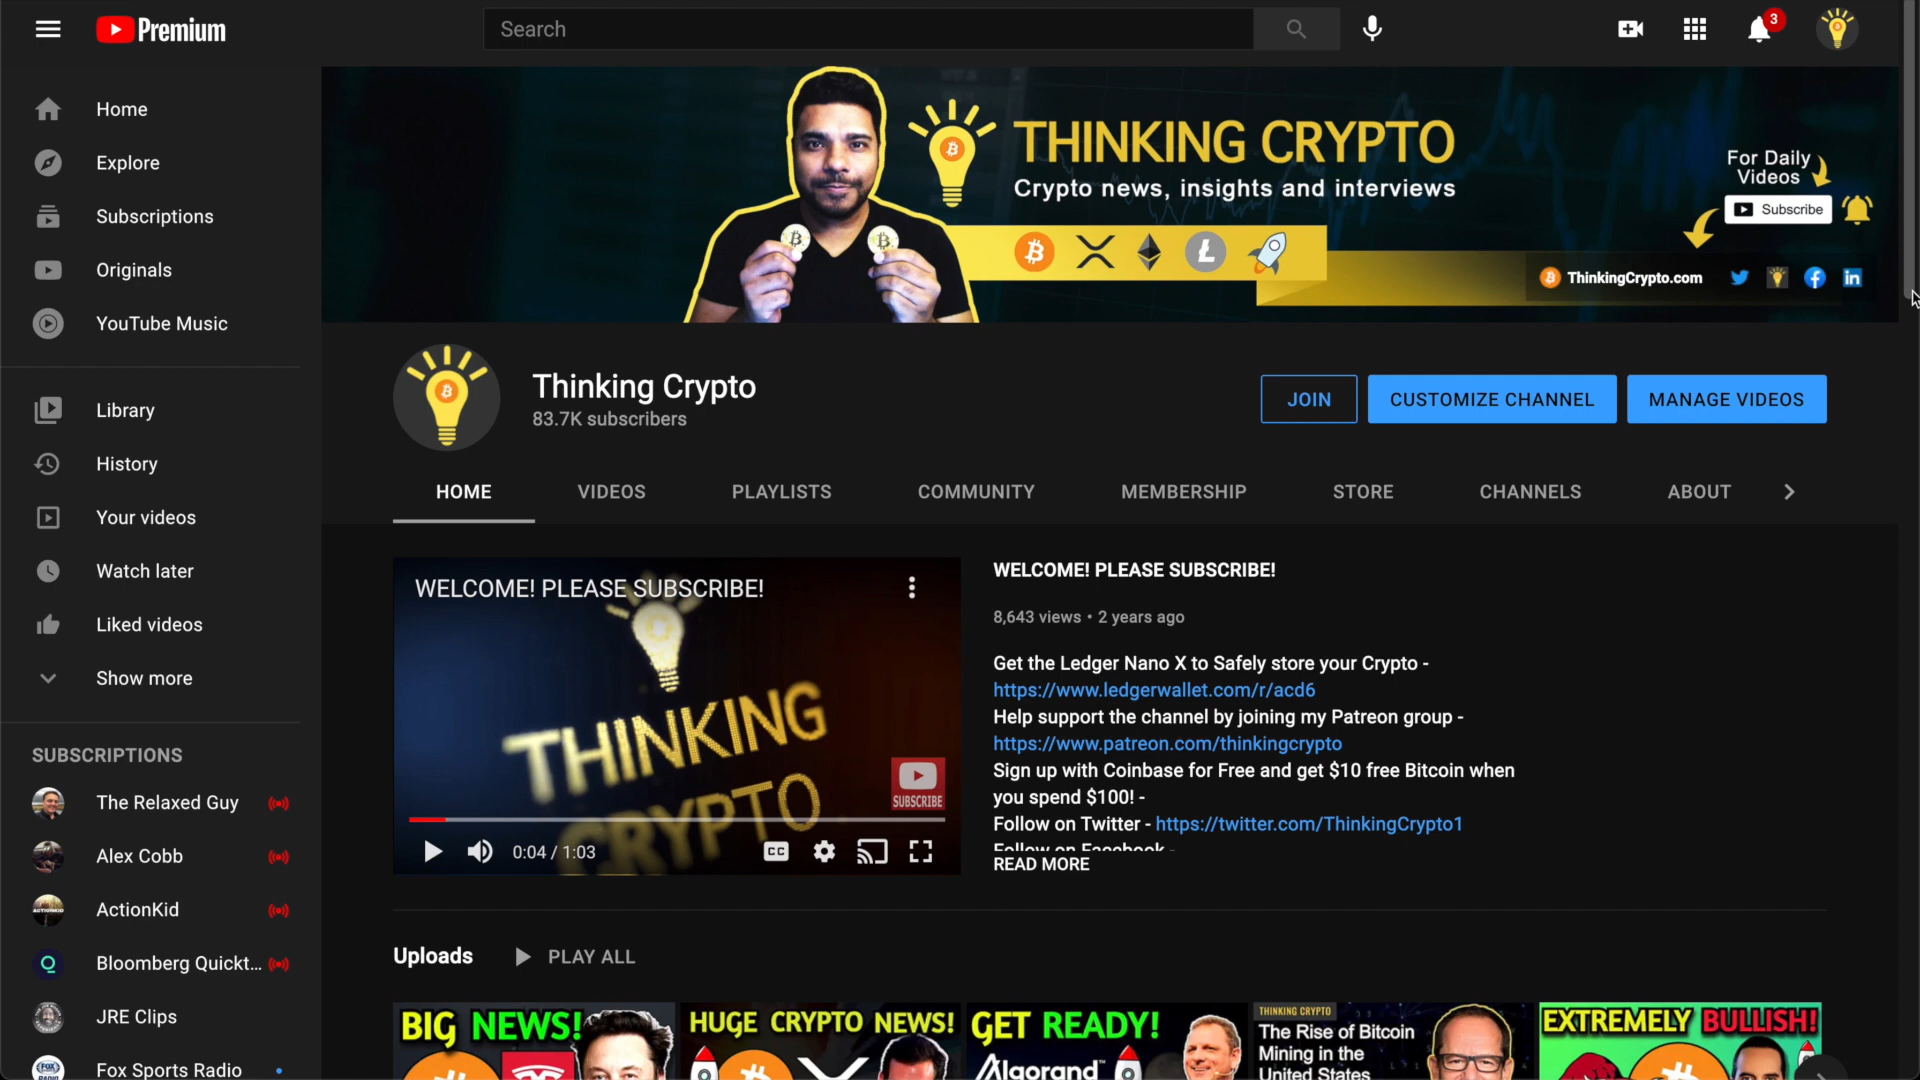 Premium
Search
3
Home
Explore
Subscriptions
Originals
YouTube Music
Library
History
Your videos
Watch later
Liked videos
Show more
SUBSCRIPTIONS
The Relaxed Guy
Alex Cobb
ActionKid
Bloomberg Quickt...
JRE Clips
Fox Sports Radio
THINKING CRYPTO
Crypto news, insights and interviews
For Daily
Videos
Subscribe
ThinkingCrypto.com
Thinking Crypto
83.7K subscribers
JOIN
CUSTOMIZE CHANNEL
MANAGE VIDEOS
HOME
VIDEOS
PLAYLISTS
COMMUNITY
MEMBERSHIP
STORE
CHANNELS
ABOUT
WELCOME! PLEASE SUBSCRIBE!
THINKING
CRYPTO
SUBSCRIBE
0:04 / 1:03
CC
WELCOME! PLEASE SUBSCRIBE!
8,643 views • 2 years ago
Get the Ledger Nano X to Safely store your Crypto -
https://www.ledgerwallet.com/r/acd6
Help support the channel by joining my Patreon group -
https://www.patreon.com/thinkingcrypto
Sign up with Coinbase for Free and get $10 free Bitcoin when
you spend $100! -
Follow on Twitter - https://twitter.com/ThinkingCrypto1
Follow on Facebook -
READ MORE
Uploads
PLAY ALL
BIG NEWS!
HUGE CRYPTO NEWS!
GET READY!
Algorand
THINKING CRYPTO
The Rise of Bitcoin
Mining in the
United States
EXTREMELY BULLISH!